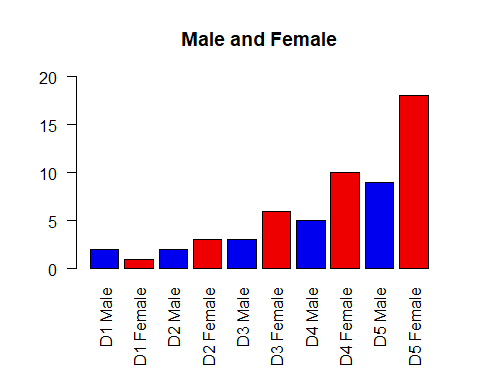 Male and Female
20
15
10
5
0
D1 Male
D1 Female
D2 Male
D2 Female
D3 Male
D3 Female
D4 Male
D4 Female
D5 Male
D5 Female